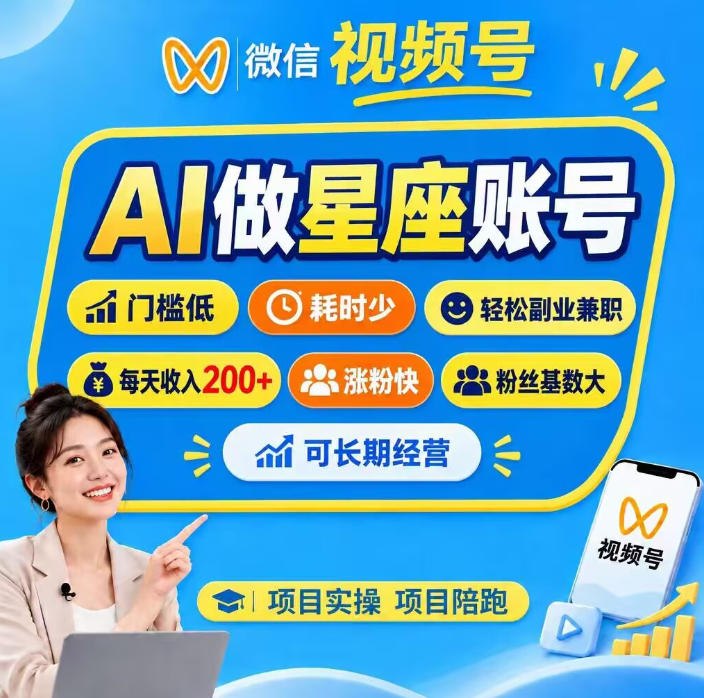 微信 视频号
AI做星座账号
门槛低 耗时少 轻松副业兼职
每天收入200+ 涨粉快 粉丝基数大
可长期经营
视频号
项目实操 项目陪跑